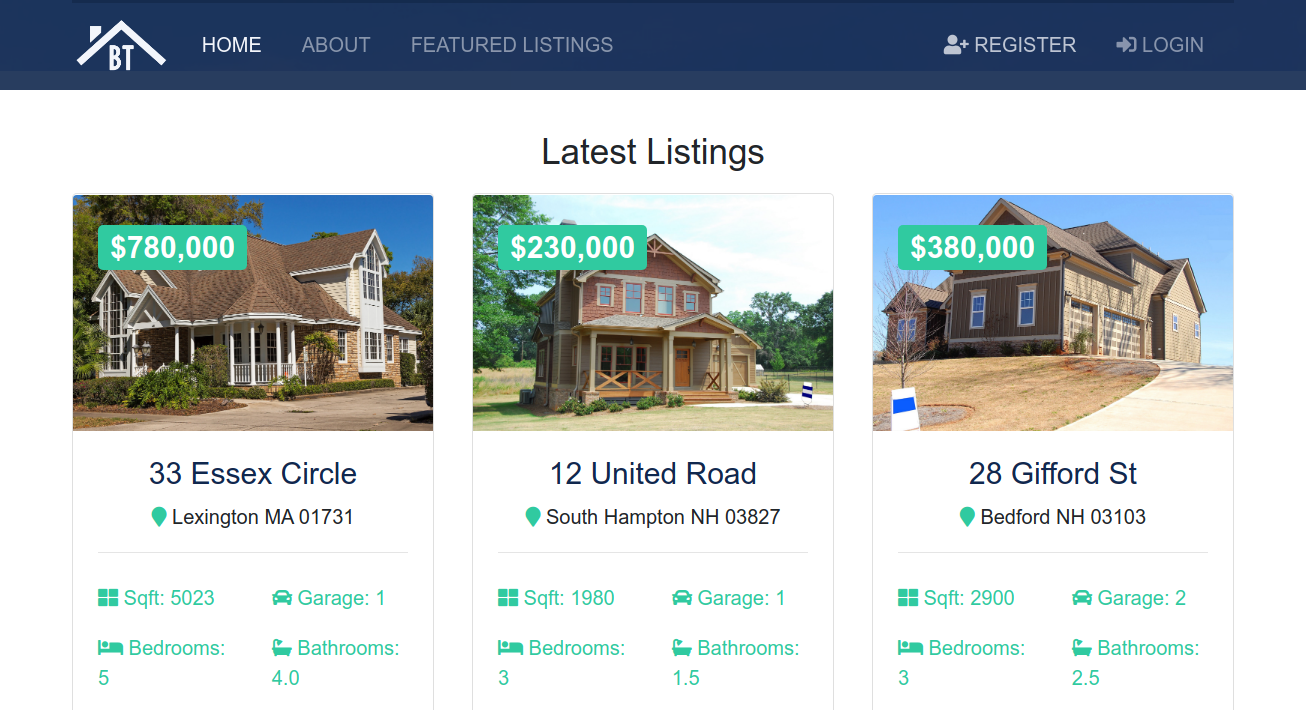 BT HOME ABOUT FEATURED LISTINGS REGISTER LOGIN
Latest Listings
$780,000 $230,000 $380,000
33 Essex Circle 12 United Road 28 Gifford St
Lexington MA 01731 South Hampton NH 03827 Bedford NH 03103
Sqft: 5023 Garage: 1 Sqft: 1980 Garage: 1 Sqft: 2900 Garage: 2
Bedrooms: Bathrooms: Bedrooms: Bathrooms: Bedrooms: Bathrooms:
5 4.0 3 1.5 3 2.5